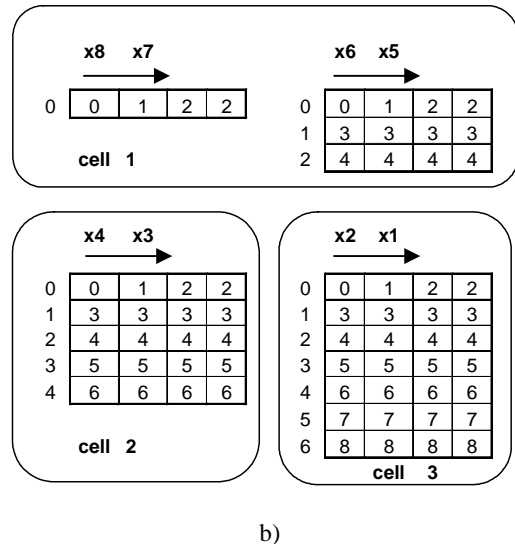 x8 x7
0 0 1 2 2
cell 1
x6 x5
0 0 1 2 2
1 3 3 3 3
2 4 4 4 4
x4 x3
0 0 1 2 2
1 3 3 3 3
2 4 4 4 4
3 5 5 5 5
4 6 6 6 6
cell 2
x2 x1
0 0 1 2 2
1 3 3 3 3
2 4 4 4 4
3 5 5 5 5
4 6 6 6 6
5 7 7 7 7
6 8 8 8 8
cell 3
b)